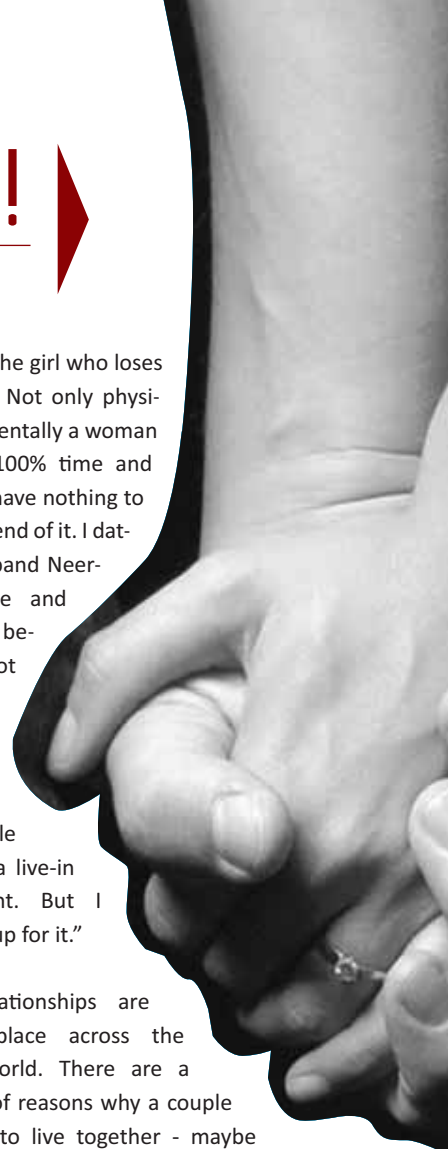 !
he girl who loses
Not only physi-
entally a woman
100% time and
have nothing to
end of it. I dat-
band Neer-
e and
be-
ot
le
a live-in
nt. But I
up for it.”
ationships are
place across the
orld. There are a
of reasons why a couple
to live together - maybe